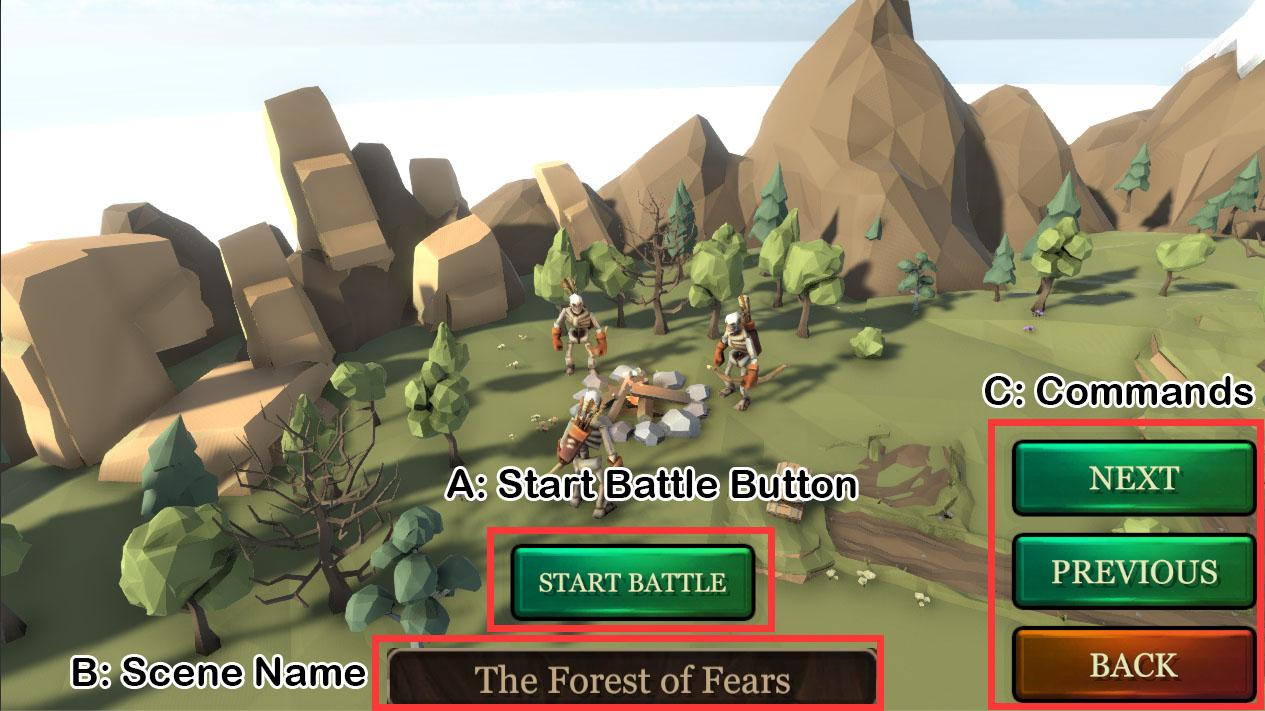 C: Commands
NEXT
A: Start Battle Button
START BATTLE
PREVIOUS
B: Scene Name
The Forest of Fears
BACK